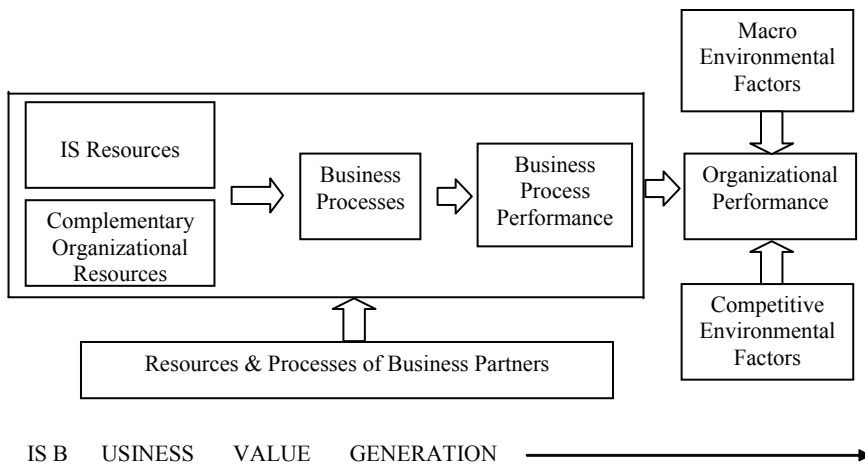 Macro
Environmental
Factors
IS Resources
Complementary
Organizational
Resources
Business
Processes
Business
Process
Performance
Organizational
Performance
Competitive
Environmental
Factors
Resources & Processes of Business Partners
IS B USINESS VALUE GENERATION